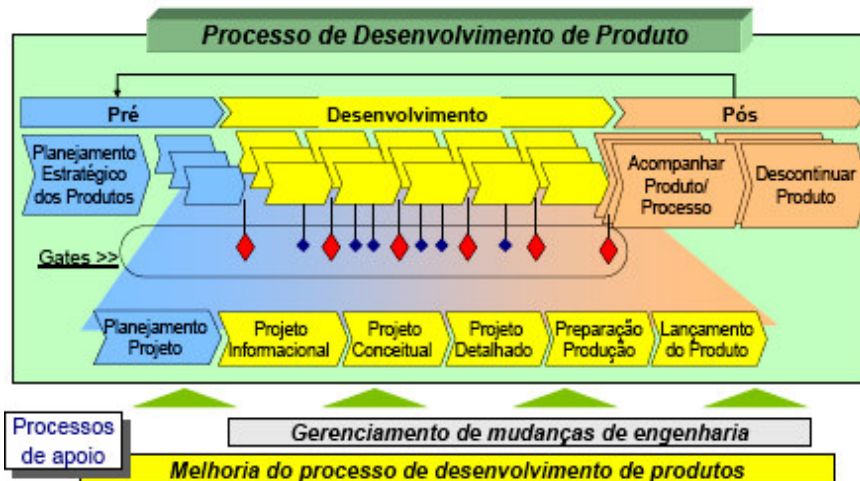 Processo de Desenvolvimento de Produto
Pré
Desenvolvimento
Pós
Planejamento
Estratégico
dos Produtos
Acompanhar
Produto/
Processo
Descontinuar
Produto
Gates >>
Planejamento
Projeto
Projeto
Informacional
Projeto
Conceitual
Projeto
Detalhado
Preparação
Produção
Lançamento
do Produto
Processos
de apoio
Gerenciamento de mudanças de engenharia
Melhoria do processo de desenvolvimento de produtos